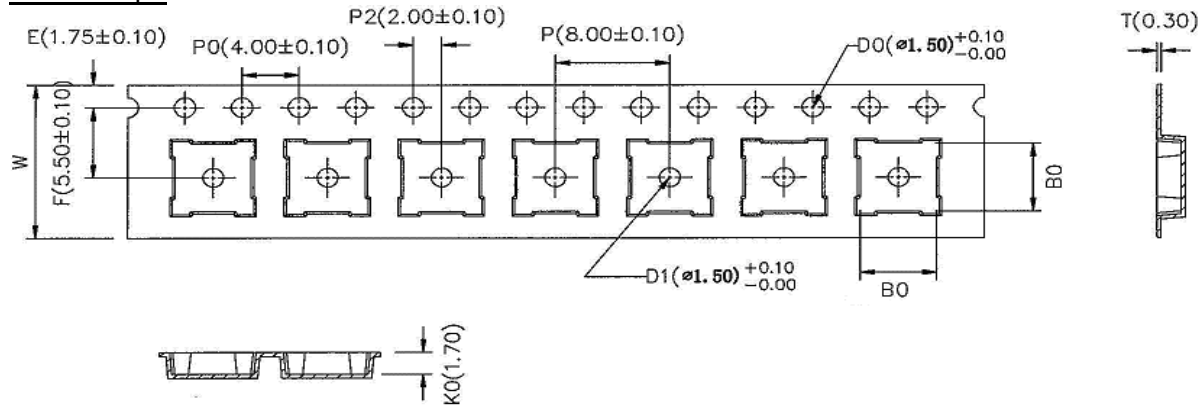 P2(2.00±0.10)
T(0.30)
E(1.75±0.10)
P0(4.00±0.10)
P(8.00±0.10)
D0(⌀1.50) +0.10 -0.00
W
F(5.50±0.10)
B0
D1(⌀1.50) +0.10 -0.00
B0
K0(1.70)